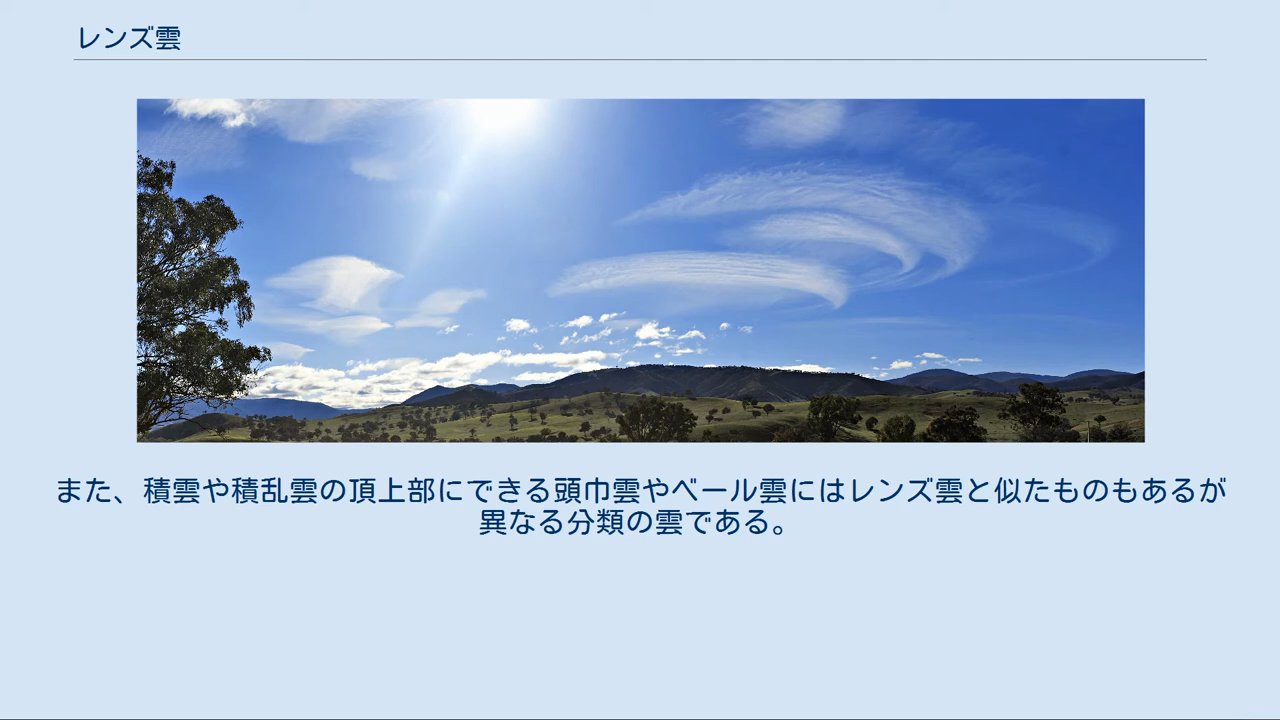 レンズ雲
また、積雲や積乱雲の頂上部にできる頭巾雲やベール雲にはレンズ雲と似たものもあるが
異なる分類の雲である。